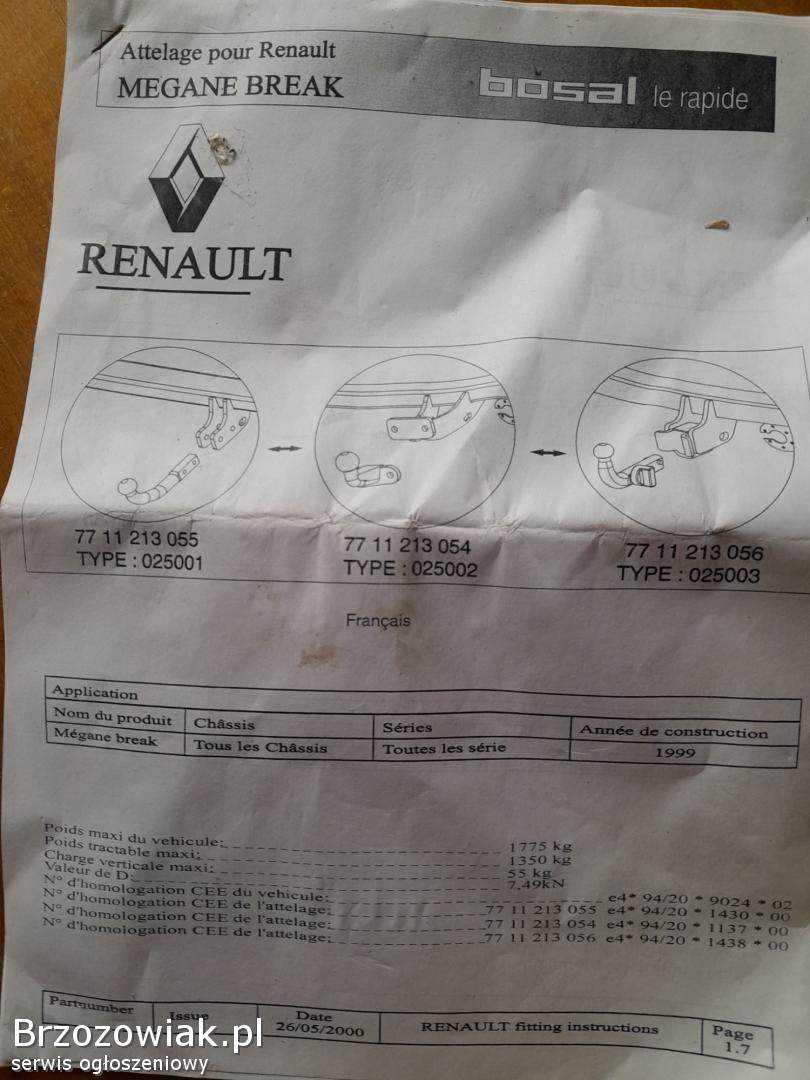 Attelage pour Renault
MEGANE BREAK
bosal le rapide
RENAULT
77 11 213 055
TYPE : 025001
77 11 213 054
TYPE : 025002
77 11 213 056
TYPE : 025003
Français
Application
Nom du produit Châssis Séries Année de construction
Mégane break Tous les Châssis Toutes les série 1999
Poids maxi du vehicule: 1775 kg
Poids tractable maxi: 1350 kg
Charge verticale maxi: 55 kg
Valeur de D: 7.49kN
N° d'homologation CEE du vehicule: e4* 94/20 * 9024 * 02
N° d'homologation CEE de l'attelage: 77 11 213 055 e4* 94/20 * 1430 * 00
N° d'homologation CEE de l'attelage: 77 11 213 054 e4* 94/20 * 1137 * 00
N° d'homologation CEE de l'attelage: 77 11 213 056 e4* 94/20 * 1438 * 00
Partnumber Issue Date RENAULT fitting instructions Page
26/05/2000 1.7
Brzozowiak.pl
serwis ogłoszeniowy